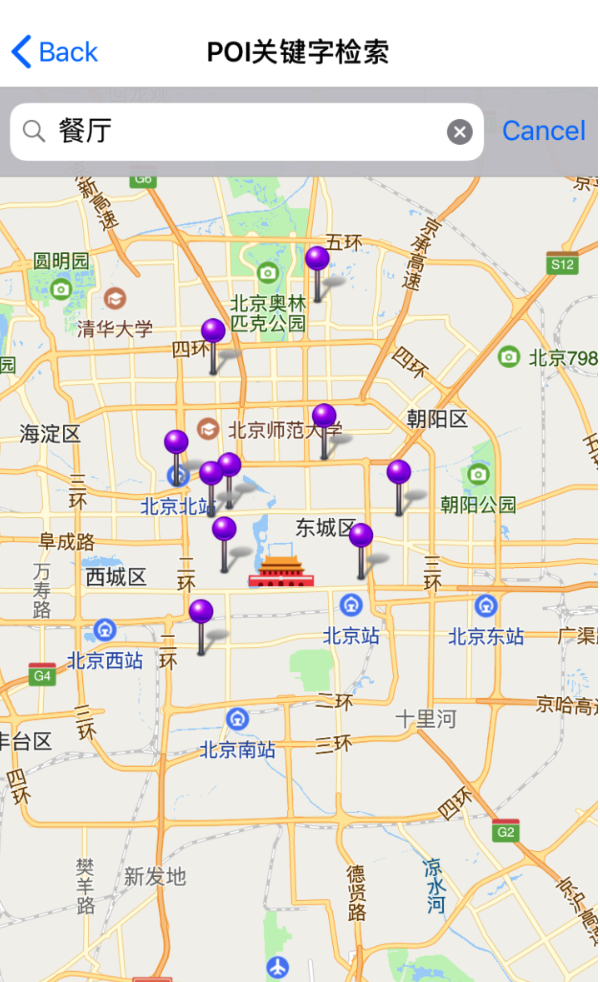 Back
POI关键字检索
餐厅
Cancel
G6
京新高速
五环
京承高速
S12
圆明园
清华大学
北京奥林
匹克公园
四环
四环
北京798
园
海淀区
北京师范大学
朝阳区
三环
北京北站
朝阳公园
东城区
阜成路
万寿路
西城区
二环
三环
北京站
北京东站
广渠
北京西站
二环
G4
二环
京哈高速
三环
十里河
丰台区
北京南站
三环
四环
四环
G2
樊羊路
新发地
德贤路
凉水河
京沪高速